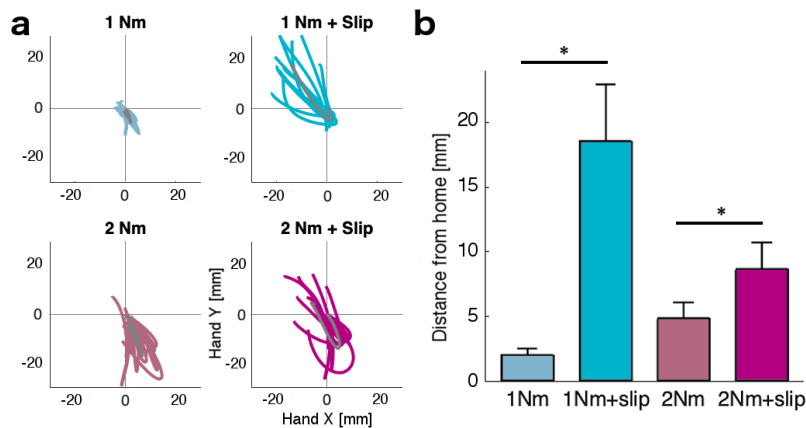 a
1 Nm
20
0
-20
-20 0 20
1 Nm + Slip
20
0
-20
-20 0 20
2 Nm
20
0
-20
-20 0 20
2 Nm + Slip
Hand Y [mm]
20
0
-20
-20 0 20
Hand X [mm]
b
Distance from home [mm]
20
15
10
5
0
*
*
1Nm 1Nm+slip 2Nm 2Nm+slip